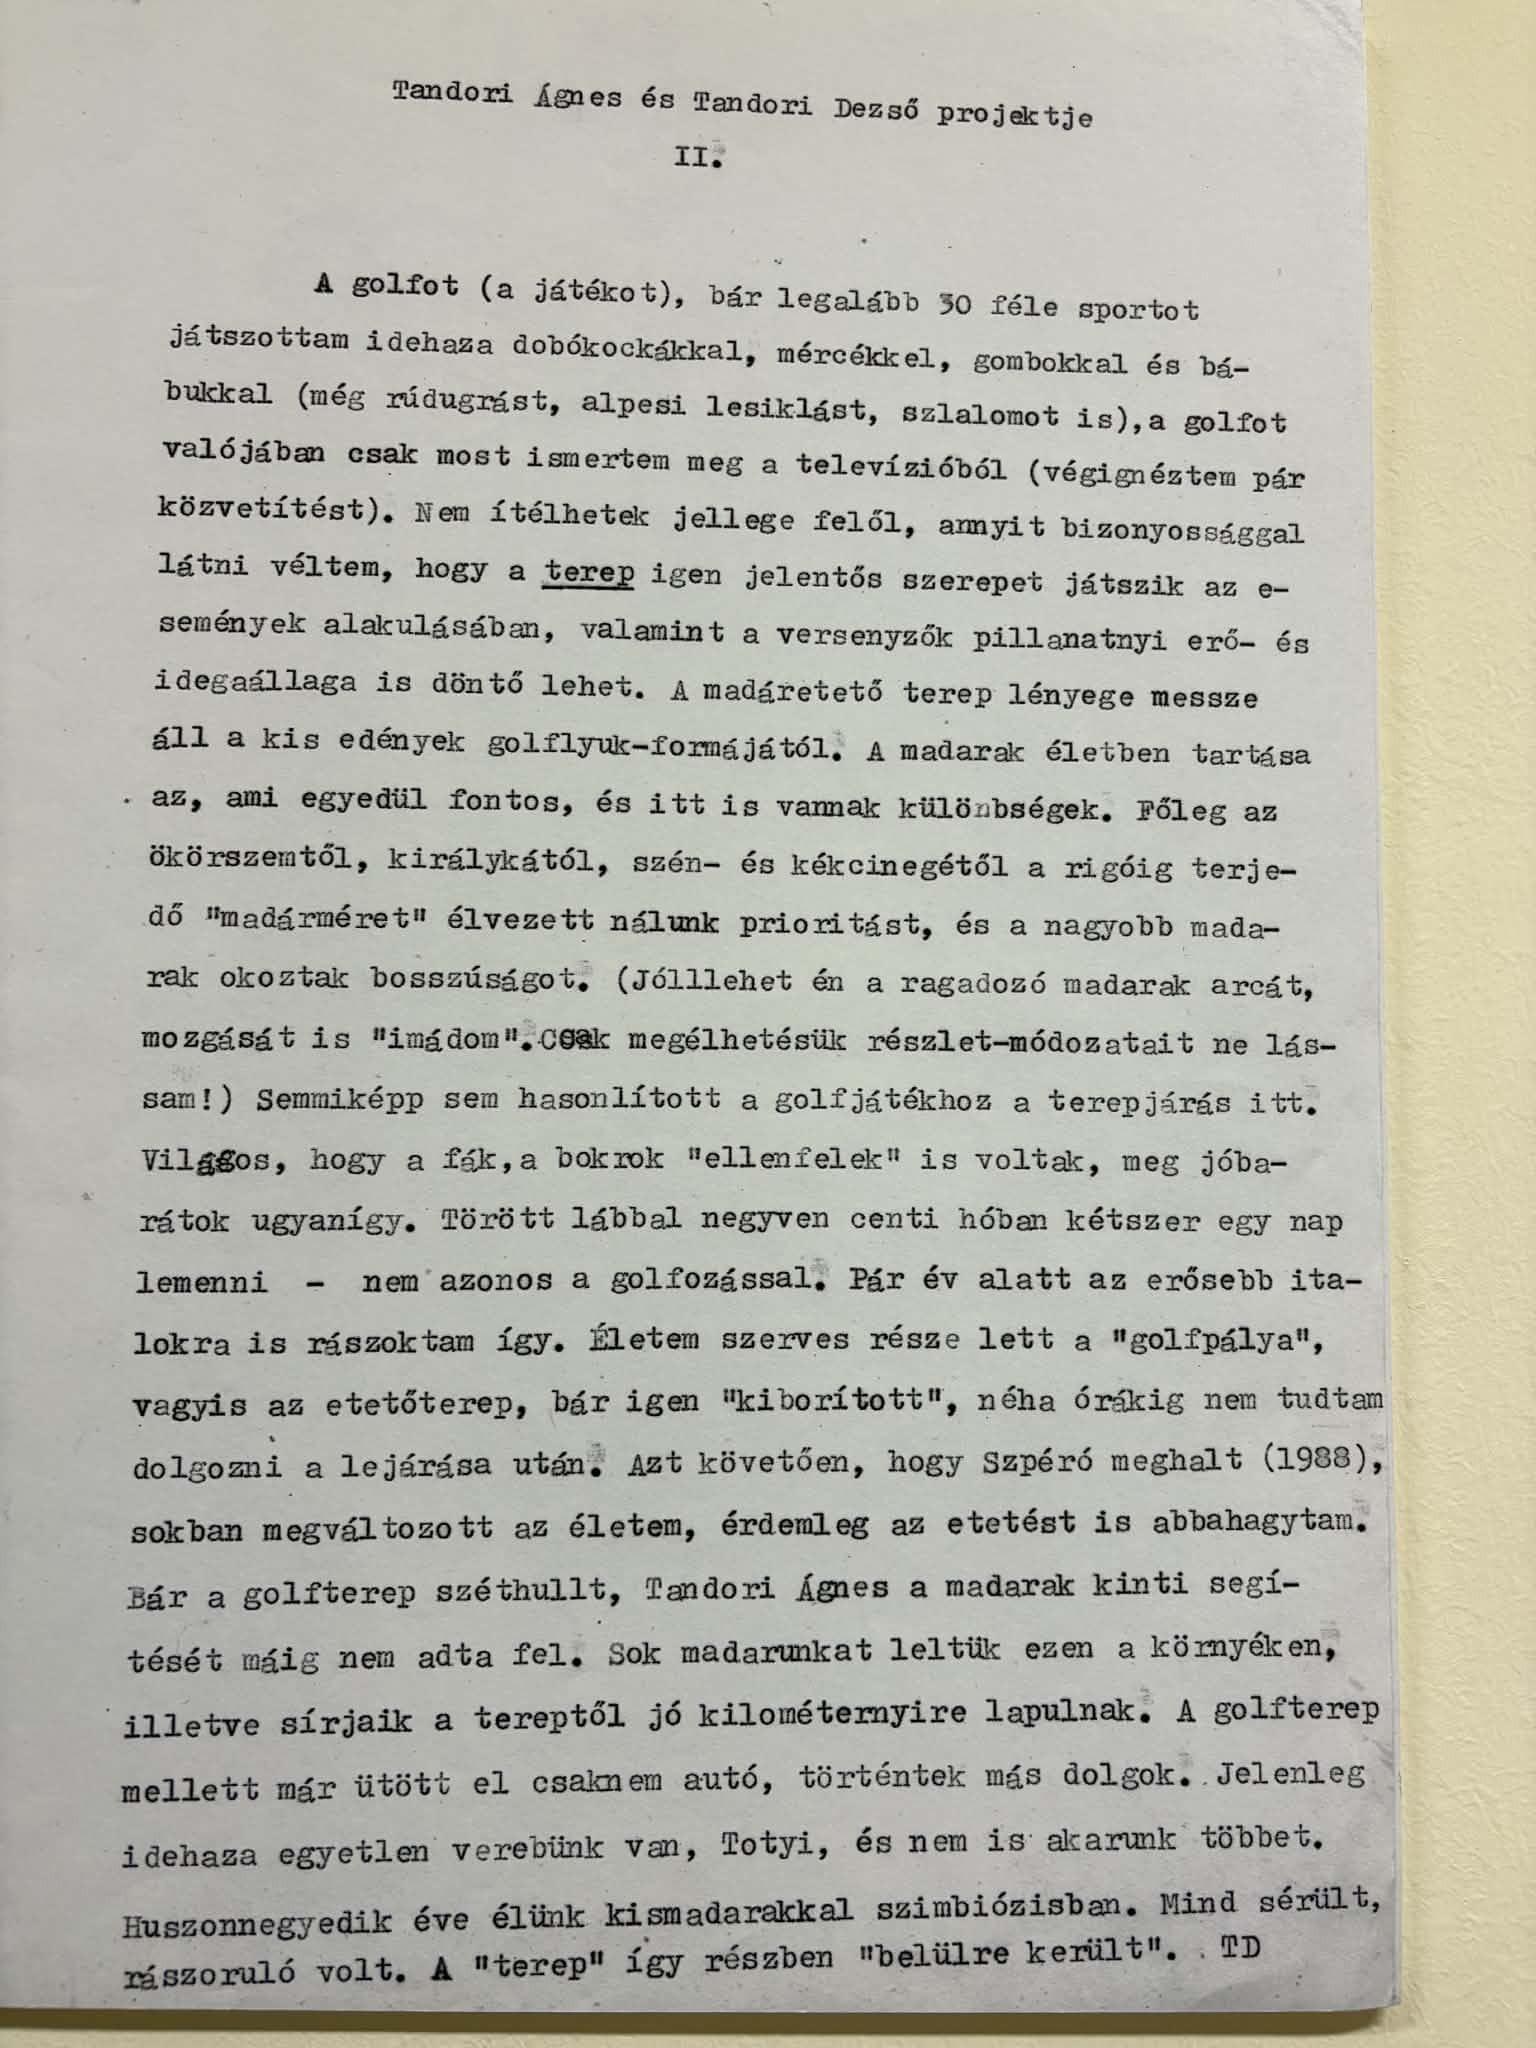 Tandori Ágnes és Tandori Dezső projektje
II.
A golfot (a játékot), bár legalább 30 féle sportot
játszottam idehaza dobókockákkal, mércékkel, gombokkal és bá-
bukkal (még rúdugrást, alpesi lesiklást, szlalomot is), a golfot
valójában csak most ismertem meg a televízióból (végignéztem pár
közvetítést). Nem ítélhetek jellege felől, annyit bizonyossággal
látni véltem, hogy a terep igen jelentős szerepet játszik az e-
semények alakulásában, valamint a versenyzők pillanatnyi erő- és
idegaállaga is döntő lehet. A madáretető terep lényege messze
áll a kis edények golflyuk-formájától. A madarak életben tartása
az, ami egyedül fontos, és itt is vannak különbségek. Főleg az
ökörszemtől, királykától, szén- és kékcinegétől a rigóig terje-
dő "madárméret" élvezett nálunk prioritást, és a nagyobb mada-
rak okoztak bosszúságot. (Jólllehet én a ragadozó madarak arcát,
mozgását is "imádom". Csak megélhetésük részlet-módozatait ne lás-
sam!) Semmiképp sem hasonlított a golfjátékhoz a terepjárás itt.
Világos, hogy a fák, a bokrok "ellenfelek" is voltak, meg jóba-
rátok ugyanígy. Törött lábbal negyven centi hóban kétszer egy nap
lemenni – nem azonos a golfozással. Pár év alatt az erősebb ita-
lokra is rászoktam így. Életem szerves része lett a "golfpálya",
vagyis az etetőterep, bár igen "kiborított", néha órákig nem tudtam
dolgozni a lejárása után. Azt követően, hogy Szpéró meghalt (1988),
sokban megváltozott az életem, érdemleg az etetést is abbahagytam.
Bár a golfterep széthullt, Tandori Ágnes a madarak kinti segí-
tését máig nem adta fel. Sok madarunkat leltük ezen a környéken,
illetve sírjaik a tereptől jó kilométernyire lapulnak. A golfterep
mellett már ütött el csaknem autó, történtek más dolgok. Jelenleg
idehaza egyetlen verebünk van, Totyi, és nem is akarunk többet.
Huszonnegyedik éve élünk kismadarakkal szimbiózisban. Mind sérült,
rászoruló volt. A "terep" így részben "belülre került". TD